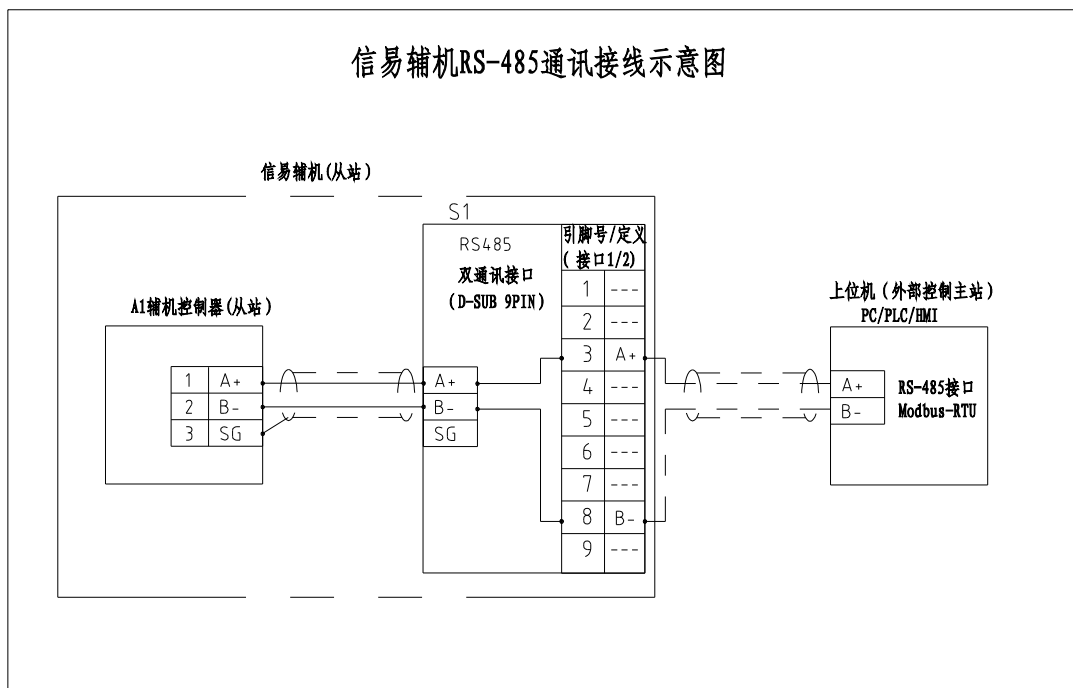 信易辅机RS-485通讯接线示意图
信易辅机(从站)
A1辅机控制器(从站)
1 A+
2 B-
3 SG
S1
RS485
双通讯接口
(D-SUB 9PIN)
A+
B-
SG
引脚号/定义
( 接口1/2)
1 ---
2 ---
3 A+
4 ---
5 ---
6 ---
7 ---
8 B-
9 ---
上位机（外部控制主站）
PC/PLC/HMI
A+
B-
RS-485接口
Modbus-RTU